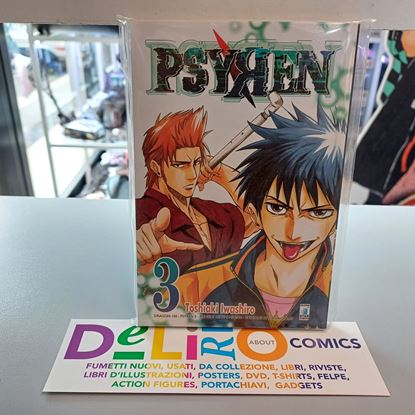 PSYREN
3
Toshiaki Iwashiro
DELIRIO ABOUT COMICS
FUMETTI NUOVI, USATI, DA COLLEZIONE, LIBRI, RIVISTE,
LIBRI D'ILLUSTRAZIONI, POSTERS, DVD, T-SHIRTS, FELPE,
ACTION FIGURES, PORTACHIAVI, GADGETS